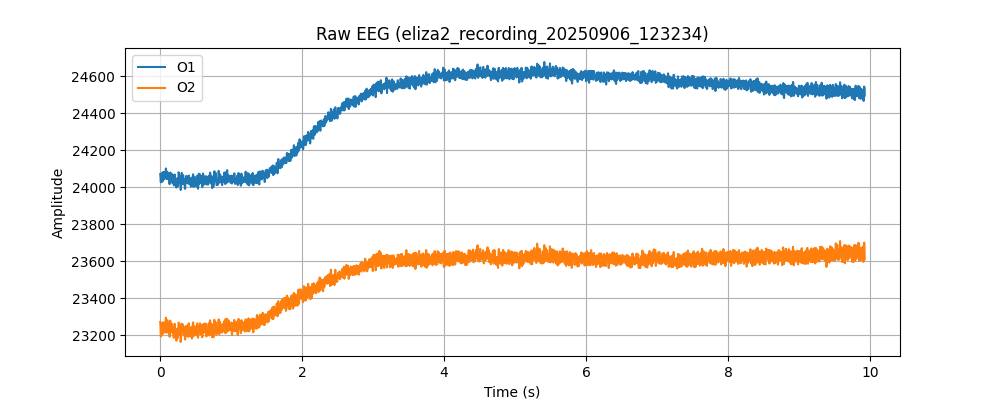 Raw EEG (eliza2_recording_20250906_123234)
O1
O2
24600
24400
24200
24000
23800
23600
23400
23200
Amplitude
0 2 4 6 8 10
Time (s)